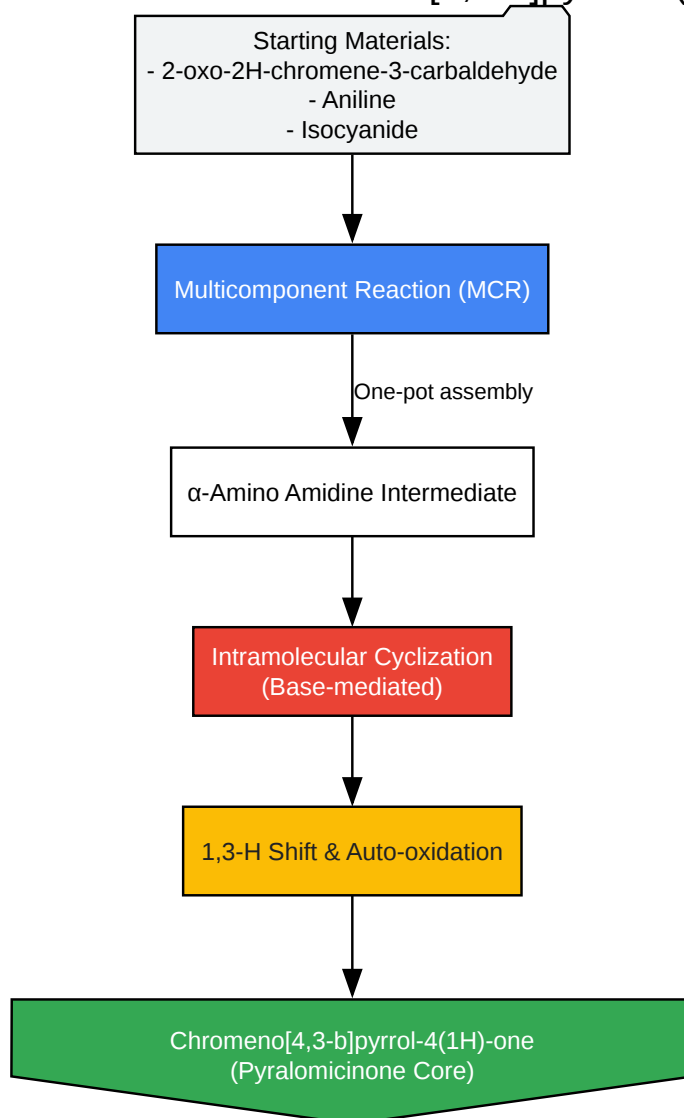 Starting Materials:
- 2-oxo-2H-chromene-3-carbaldehyde
- Aniline
- Isocyanide
Multicomponent Reaction (MCR)
One-pot assembly
α-Amino Amidine Intermediate
Intramolecular Cyclization
(Base-mediated)
1,3-H Shift & Auto-oxidation
Chromeno[4,3-b]pyrrol-4(1H)-one
(Pyralomicinone Core)